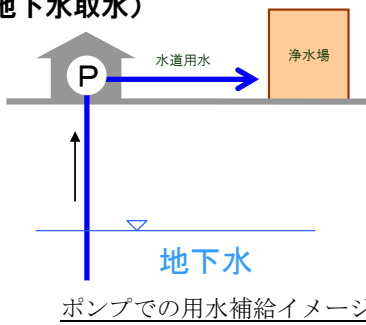 地下水取水）
水道用水
浄水場
P
地下水
ポンプでの用水補給イメージ